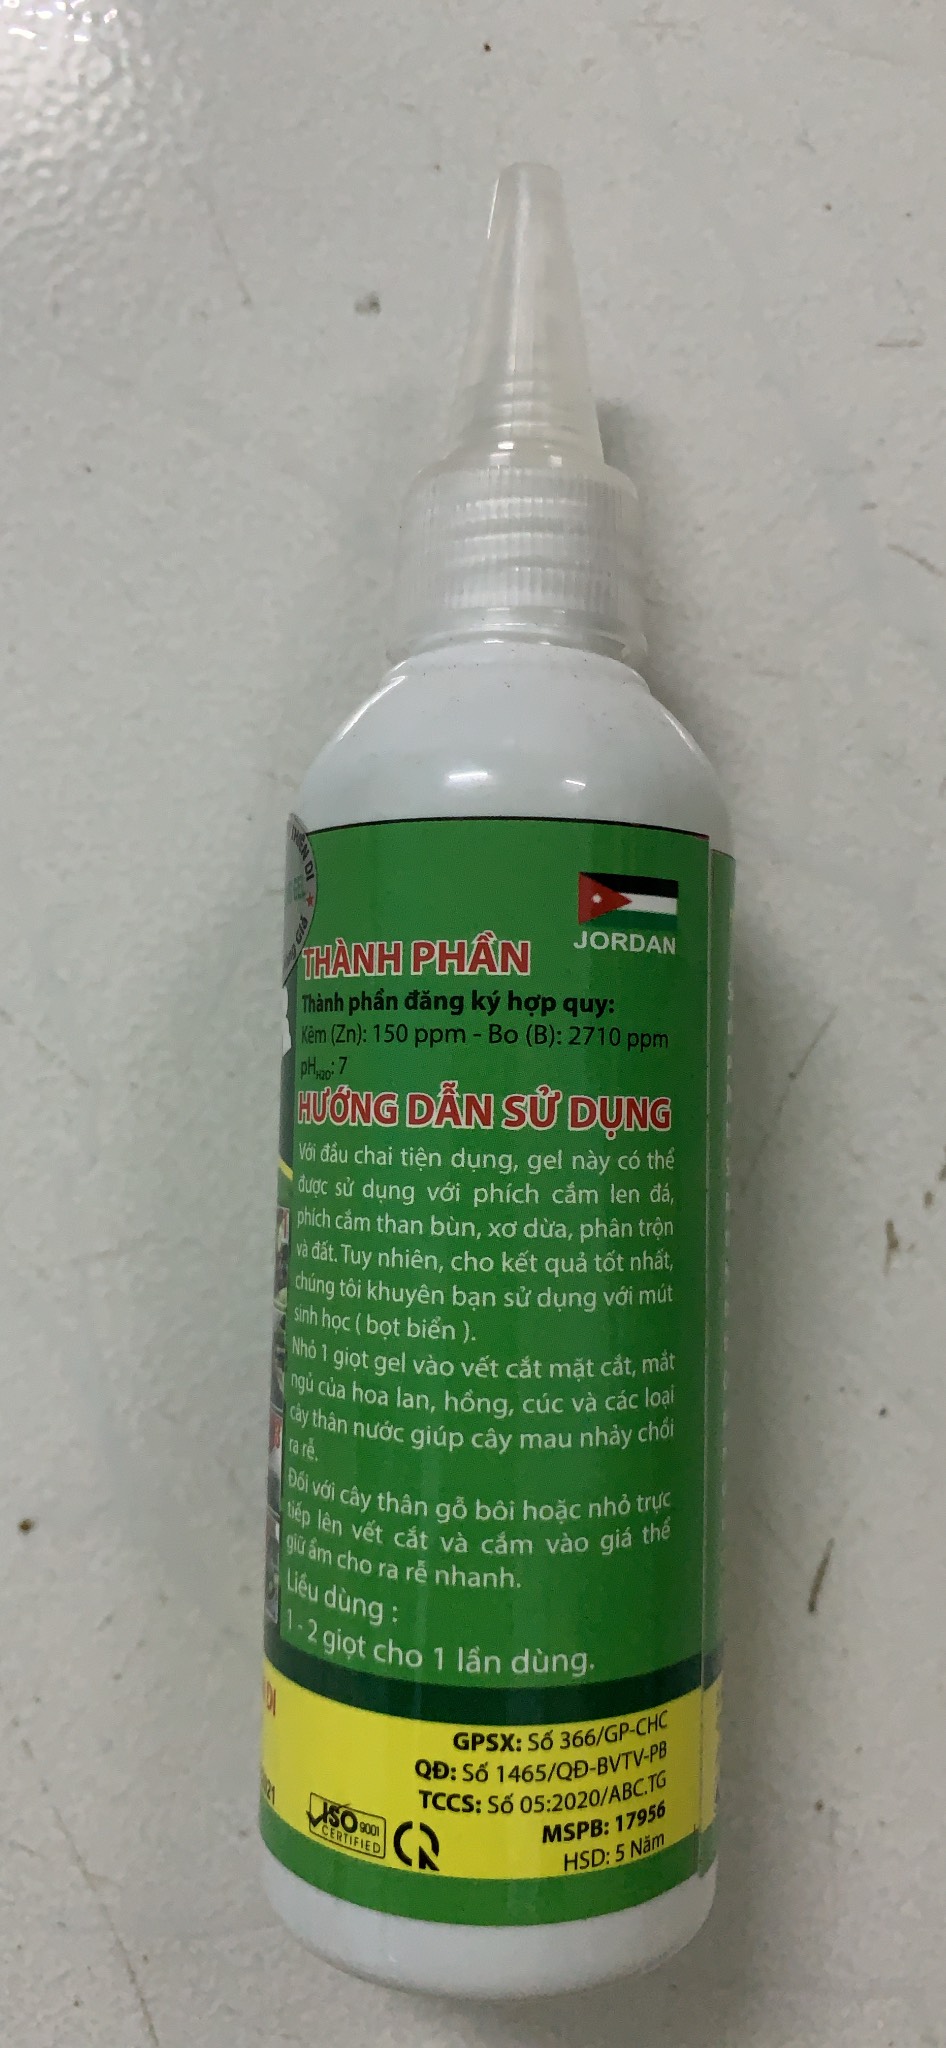 THIÊN DI
JORDAN
THÀNH PHẦN
Thành phần đăng ký hợp quy:
Kẽm (Zn): 150 ppm - Bo (B): 2710 ppm
pHH2O: 7
HƯỚNG DẪN SỬ DỤNG
Với đầu chai tiện dụng, gel này có thể
được sử dụng với phích cắm len đá,
phích cắm than bùn, xơ dừa, phân trộn
và đất. Tuy nhiên, cho kết quả tốt nhất,
chúng tôi khuyên bạn sử dụng với mút
sinh học ( bọt biển ).
Nhỏ 1 giọt gel vào vết cắt mặt cắt, mắt
ngủ của hoa lan, hồng, cúc và các loại
cây thân nước giúp cây mau nhảy chồi
ra rễ.
Đối với cây thân gỗ bôi hoặc nhỏ trực
tiếp lên vết cắt và cắm vào giá thể
giữ ẩm cho ra rễ nhanh.
Liều dùng :
1 - 2 giọt cho 1 lần dùng.
DI
GPSX: Số 366/GP-CHC
QĐ: Số 1465/QĐ-BVTV-PB
TCCS: Số 05:2020/ABC.TG
MSPB: 17956
HSD: 5 Năm
ISO 9001
CERTIFIED